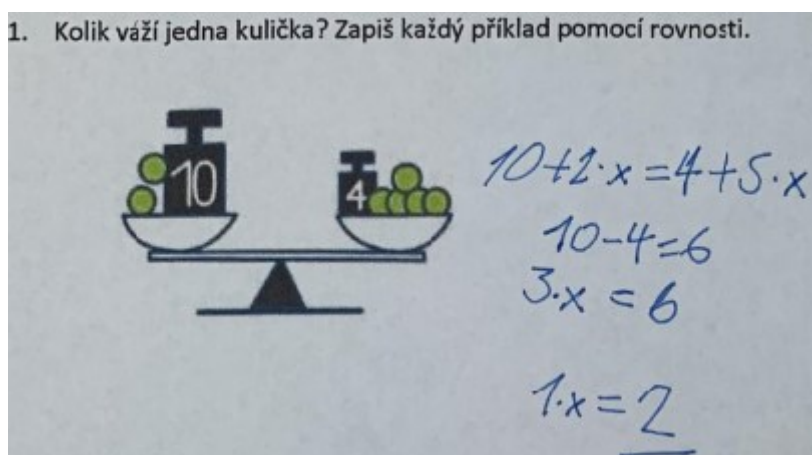 1. Kolik váží jedna kulička? Zapiš každý příklad pomocí rovnosti.
10
4
10+2·x=4+5·x
10-4=6
3·x=6
1·x=2